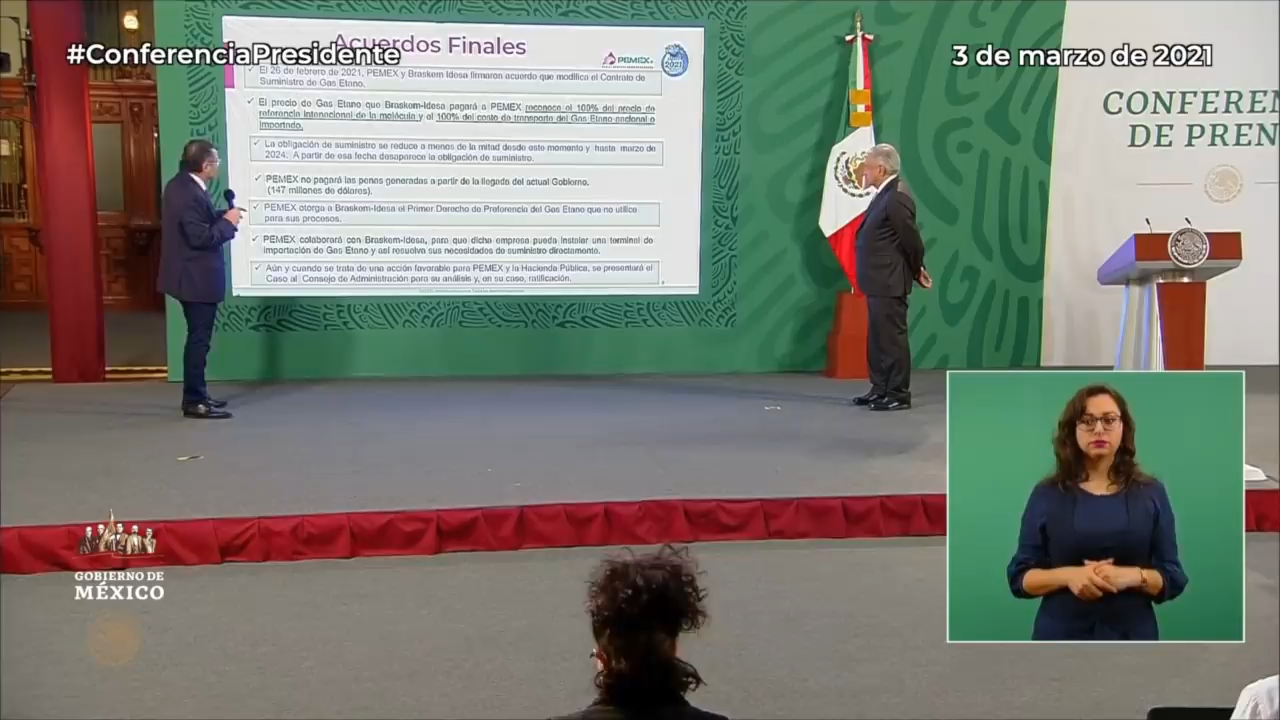 #ConferenciaPresidente
3 de marzo de 2021
Acuerdos Finales
PEMEX
2021
El 26 de febrero de 2021, PEMEX y Braskem Idesa firmaron acuerdo que modifica el Contrato de
Suministro de Gas Etano.
El precio de Gas Etano que Braskem-Idesa pagará a PEMEX reconoce el 100% del precio de
referencia internacional de la molécula y el 100% del costo de transporte del Gas Etano nacional o
importado.
La obligación de suministro se reduce a menos de la mitad desde este momento y hasta marzo de
2024. A partir de esa fecha desaparece la obligación de suministro.
PEMEX no pagará las penas generadas a partir de la llegada del actual Gobierno.
(147 millones de dólares).
PEMEX otorga a Braskem-Idesa el Primer Derecho de Preferencia del Gas Etano que no utilice
para sus procesos.
PEMEX colaborará con Braskem-Idesa, para que dicha empresa pueda instalar una terminal de
importación de Gas Etano y así resuelva sus necesidades de suministro directamente.
Aún y cuando se trata de una acción favorable para PEMEX y la Hacienda Pública, se presentará el
Caso al Consejo de Administración para su análisis y, en su caso, ratificación.
CONFEREN
DE PREN
GOBIERNO DE
MÉXICO